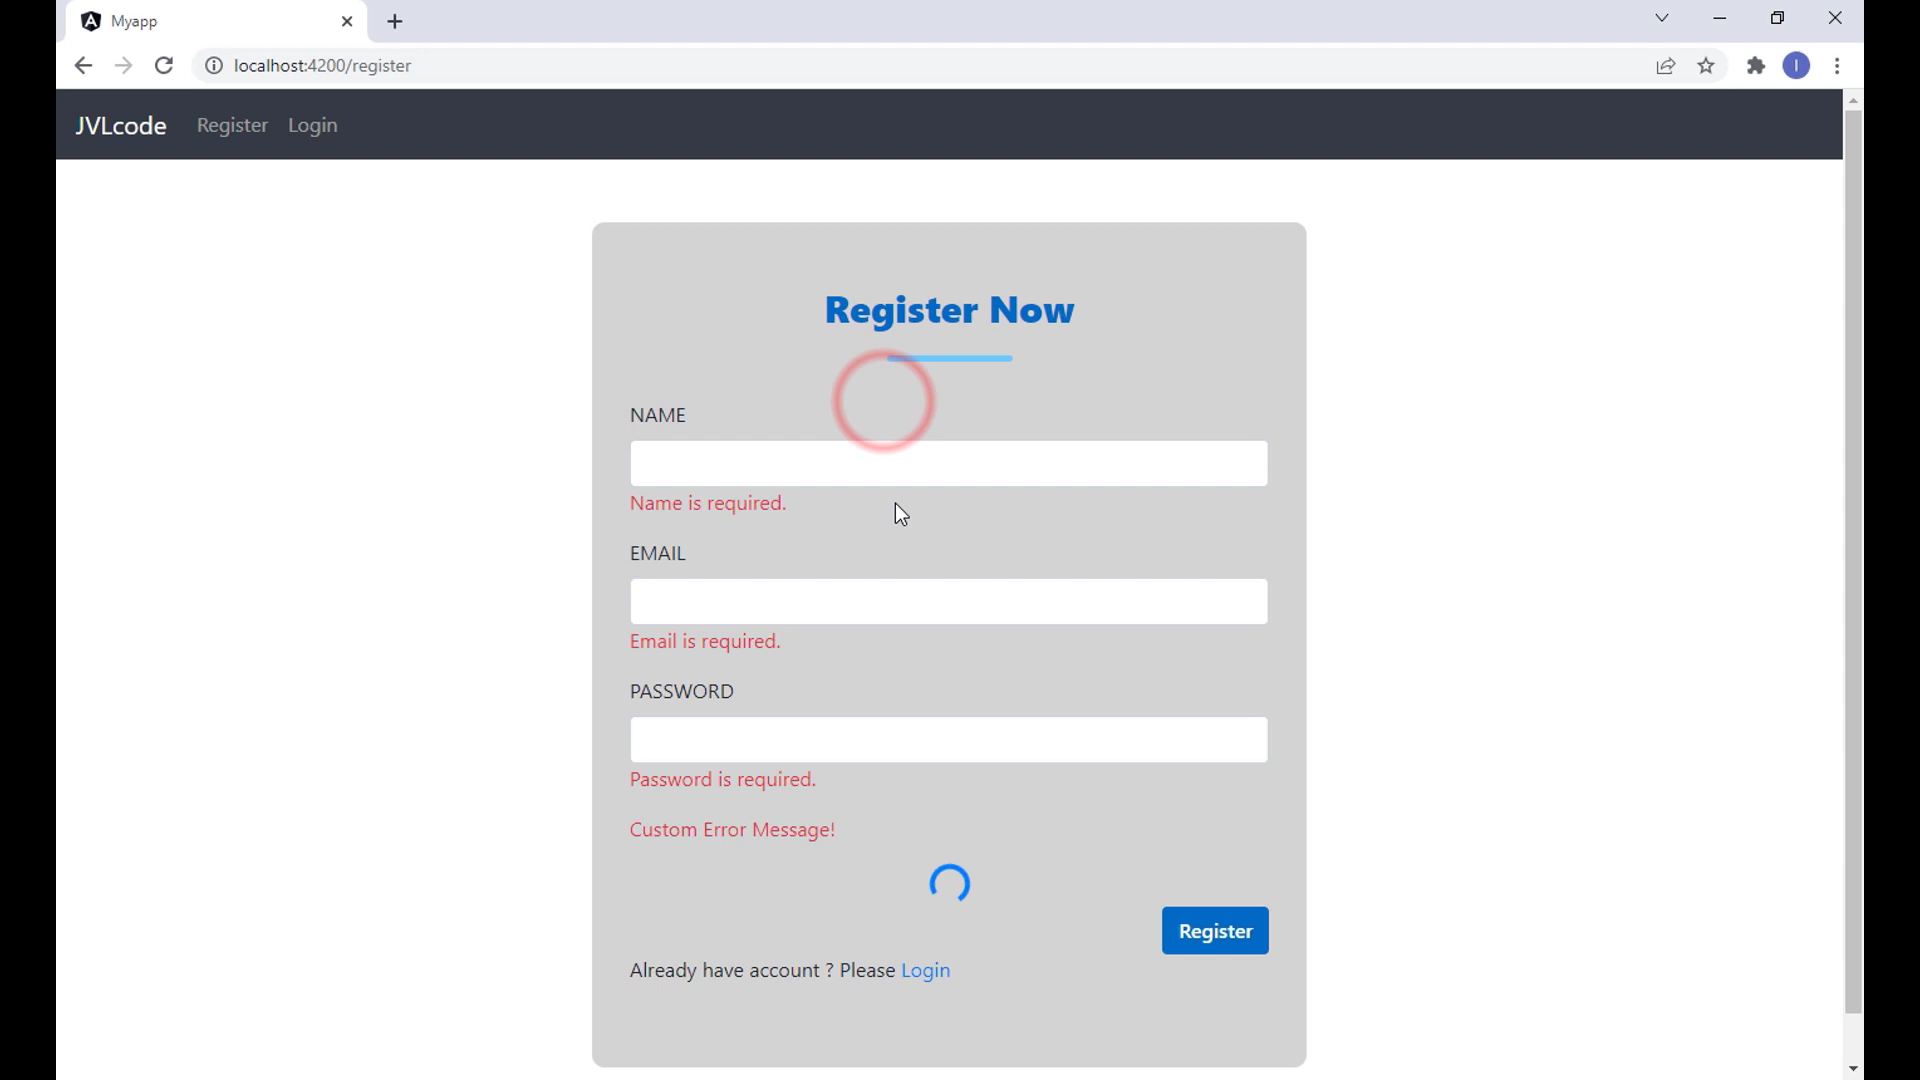 Myapp
localhost:4200/register
I
JVLcode Register Login
Register Now
NAME
Name is required.
EMAIL
Email is required.
PASSWORD
Password is required.
Custom Error Message!
Register
Already have account ? Please Login